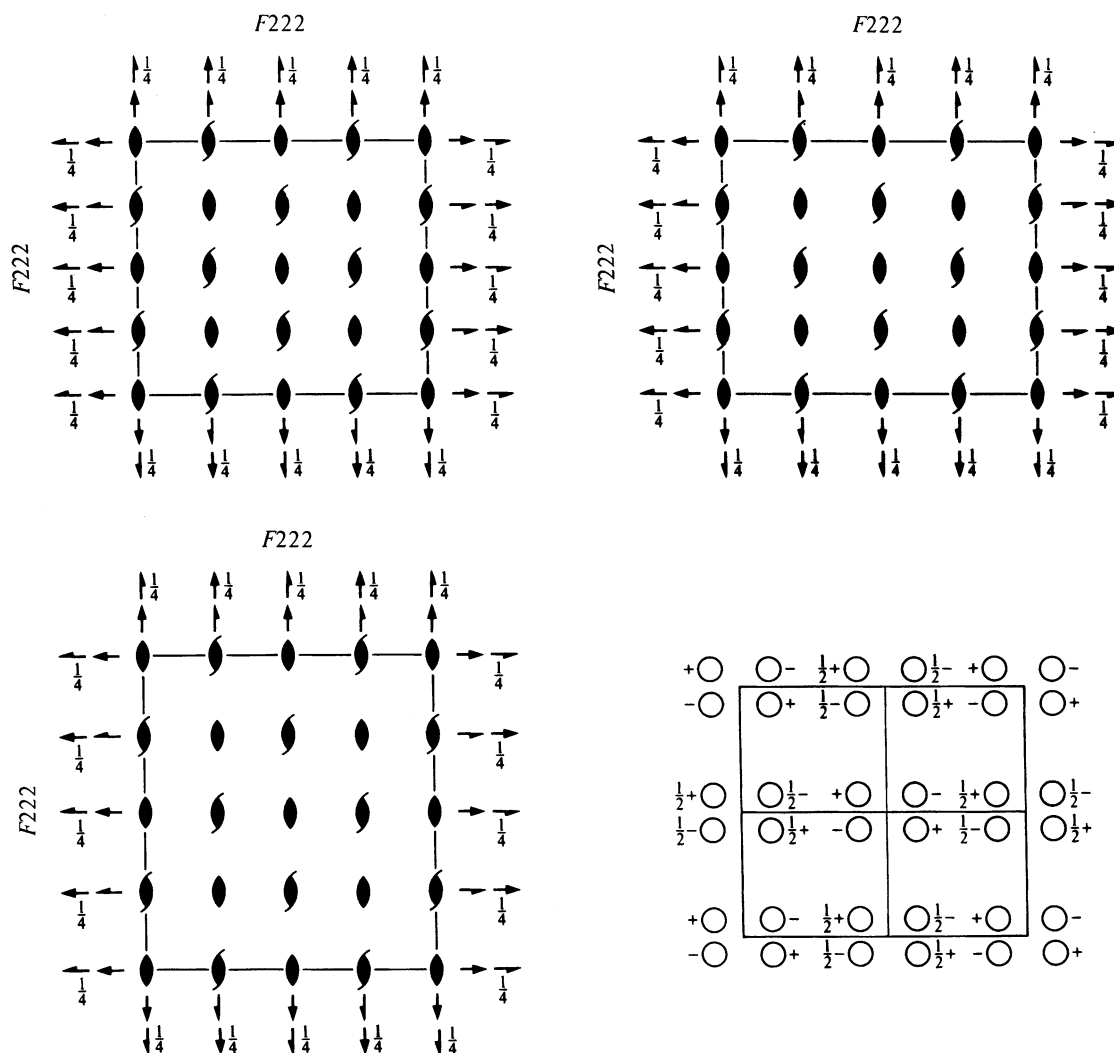 F222
¼ ¼ ¼ ¼ ¼
¼ ¼
¼ ¼
F222
¼ ¼
¼ ¼
¼ ¼
¼ ¼ ¼ ¼ ¼
F222
¼ ¼ ¼ ¼ ¼
¼ ¼
¼ ¼
F222
¼ ¼
¼ ¼
¼ ¼
¼ ¼ ¼ ¼ ¼
F222
¼ ¼ ¼ ¼ ¼
¼ ¼
¼ ¼
F222
¼ ¼
¼ ¼
¼ ¼
¼ ¼ ¼ ¼ ¼
+ − ½+ ½− + −
− + ½− ½+ − +
½+ ½− + − ½+ ½−
½− ½+ − + ½− ½+
+ − ½+ ½− + −
− + ½− ½+ − +